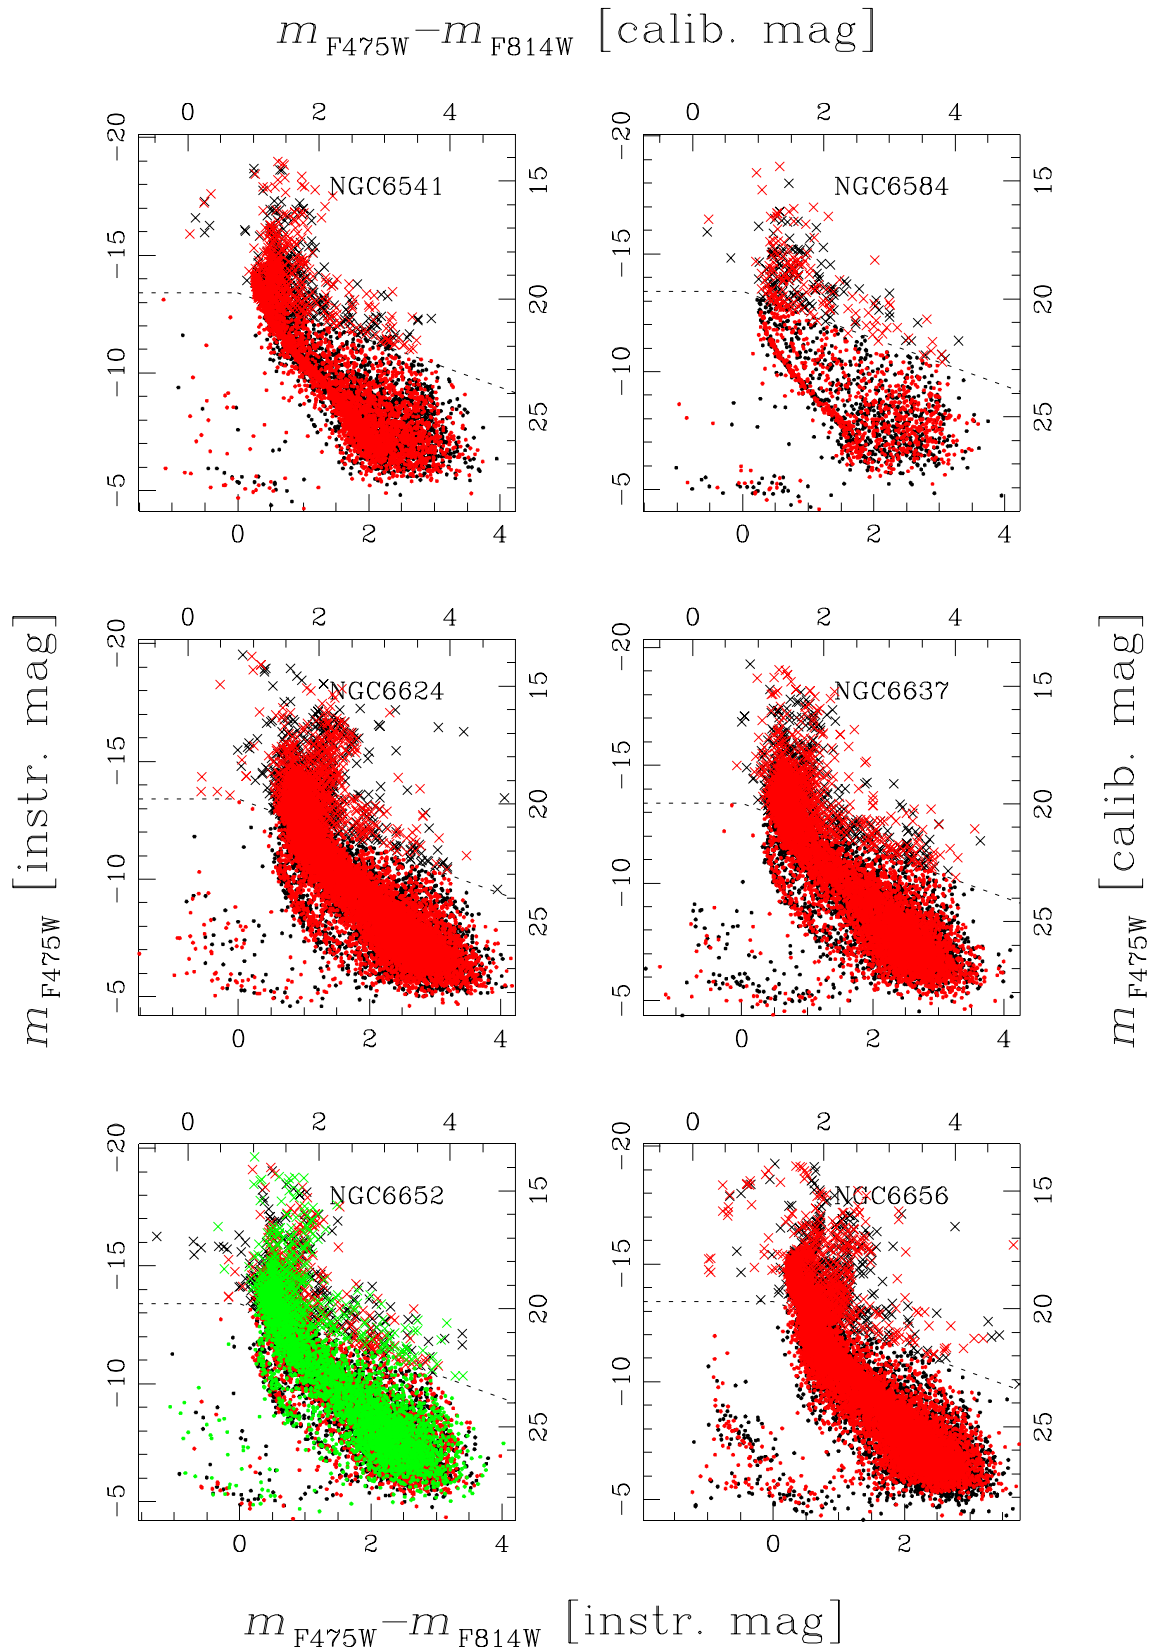 m F475W − m F814W [calib. mag]
0 2 4
0 2 4
−20 −15 −10 −5
15 20 25
NGC6541
−20 −15 −10 −5
15 20 25
NGC6584
0 2 4
0 2 4
0 2 4
0 2 4
m F475W [instr. mag]
−20 −15 −10 −5
15 20 25
NGC6624
−20 −15 −10 −5
15 20 25
NGC6637
m F475W [calib. mag]
0 2 4
0 2 4
0 2 4
0 2 4
−20 −15 −10 −5
15 20 25
NGC6652
−20 −15 −10 −5
15 20 25
NGC6656
0 2 4
0 2
m F475W − m F814W [instr. mag]